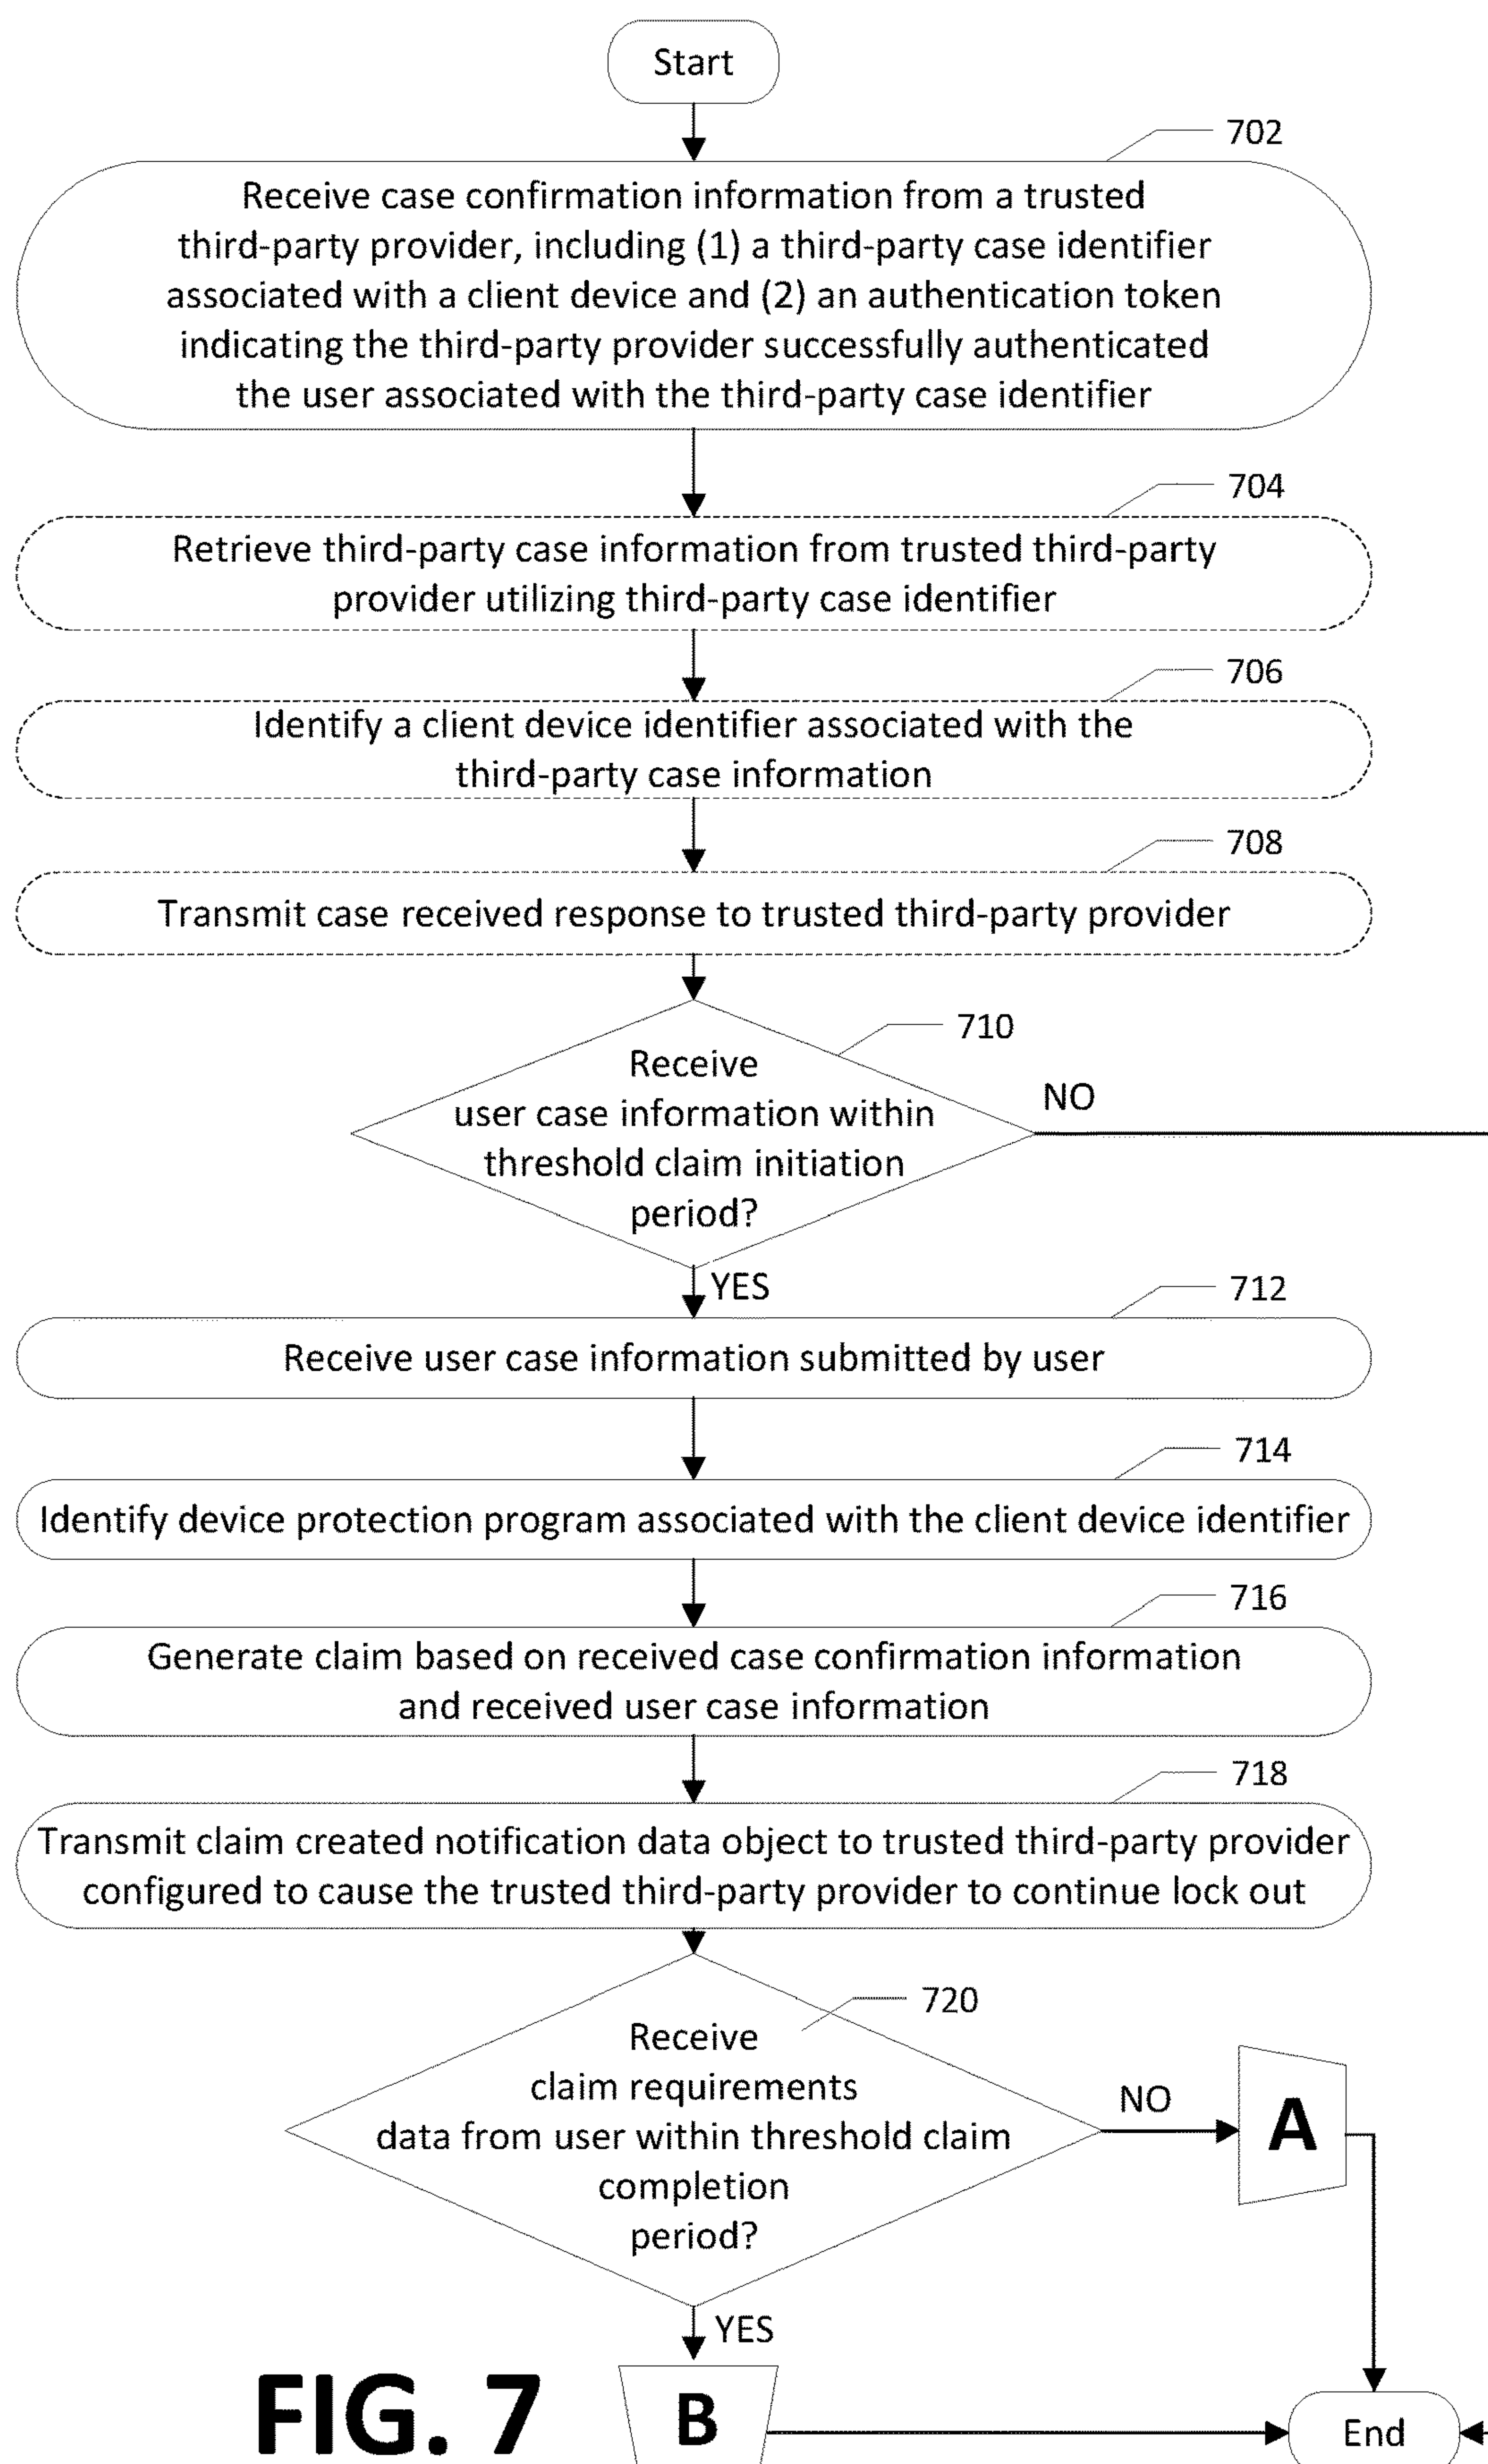 Start
702
Receive case confirmation information from a trusted
third-party provider, including (1) a third-party case identifier
associated with a client device and (2) an authentication token
indicating the third-party provider successfully authenticated
the user associated with the third-party case identifier
704
Retrieve third-party case information from trusted third-party
provider utilizing third-party case identifier
706
Identify a client device identifier associated with the
third-party case information
708
Transmit case received response to trusted third-party provider
710
Receive
user case information within
threshold claim initiation
period?
NO
YES
712
Receive user case information submitted by user
714
Identify device protection program associated with the client device identifier
716
Generate claim based on received case confirmation information
and received user case information
718
Transmit claim created notification data object to trusted third-party provider
configured to cause the trusted third-party provider to continue lock out
720
Receive
claim requirements
data from user within threshold claim
completion
period?
NO
A
YES
B
End
FIG. 7